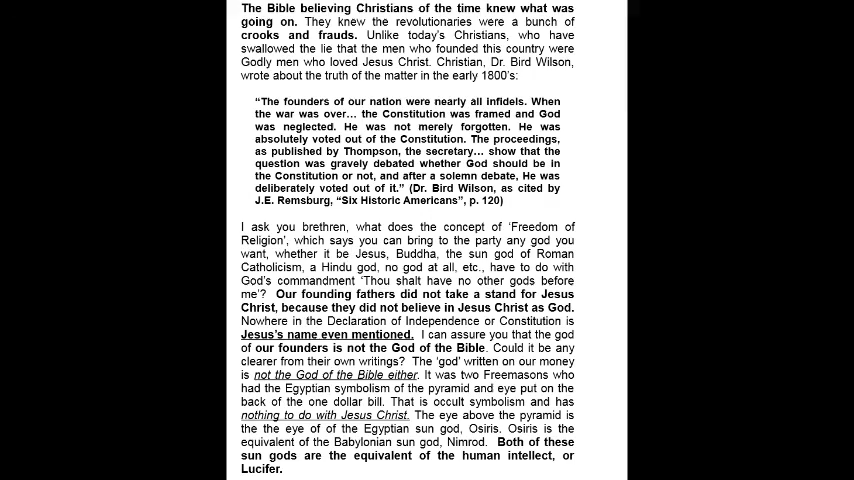 The Bible believing Christians of the time knew what was
going on. They knew the revolutionaries were a bunch of
crooks and frauds. Unlike today's Christians, who have
swallowed the lie that the men who founded this country were
Godly men who loved Jesus Christ. Christian, Dr. Bird Wilson,
wrote about the truth of the matter in the early 1800's:
“The founders of our nation were nearly all infidels. When
the war was over… the Constitution was framed and God
was neglected. He was not merely forgotten. He was
absolutely voted out of the Constitution. The proceedings,
as published by Thompson, the secretary… show that the
question was gravely debated whether God should be in
the Constitution or not, and after a solemn debate, He was
deliberately voted out of it.” (Dr. Bird Wilson, as cited by
J.E. Remsburg, “Six Historic Americans”, p. 120)
I ask you brethren, what does the concept of 'Freedom of
Religion', which says you can bring to the party any god you
want, whether it be Jesus, Buddha, the sun god of Roman
Catholicism, a Hindu god, no god at all, etc., have to do with
God's commandment 'Thou shalt have no other gods before
me'? Our founding fathers did not take a stand for Jesus
Christ, because they did not believe in Jesus Christ as God.
Nowhere in the Declaration of Independence or Constitution is
Jesus's name even mentioned. I can assure you that the god
of our founders is not the God of the Bible. Could it be any
clearer from their own writings? The 'god' written on our money
is not the God of the Bible either. It was two Freemasons who
had the Egyptian symbolism of the pyramid and eye put on the
back of the one dollar bill. That is occult symbolism and has
nothing to do with Jesus Christ. The eye above the pyramid is
the the eye of of the Egyptian sun god, Osiris. Osiris is the
equivalent of the Babylonian sun god, Nimrod. Both of these
sun gods are the equivalent of the human intellect, or
Lucifer.